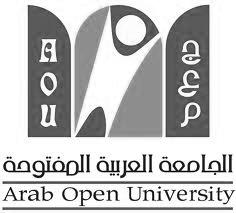 AOU
ج ع م
الجامعة العربية المفتوحة
Arab Open University